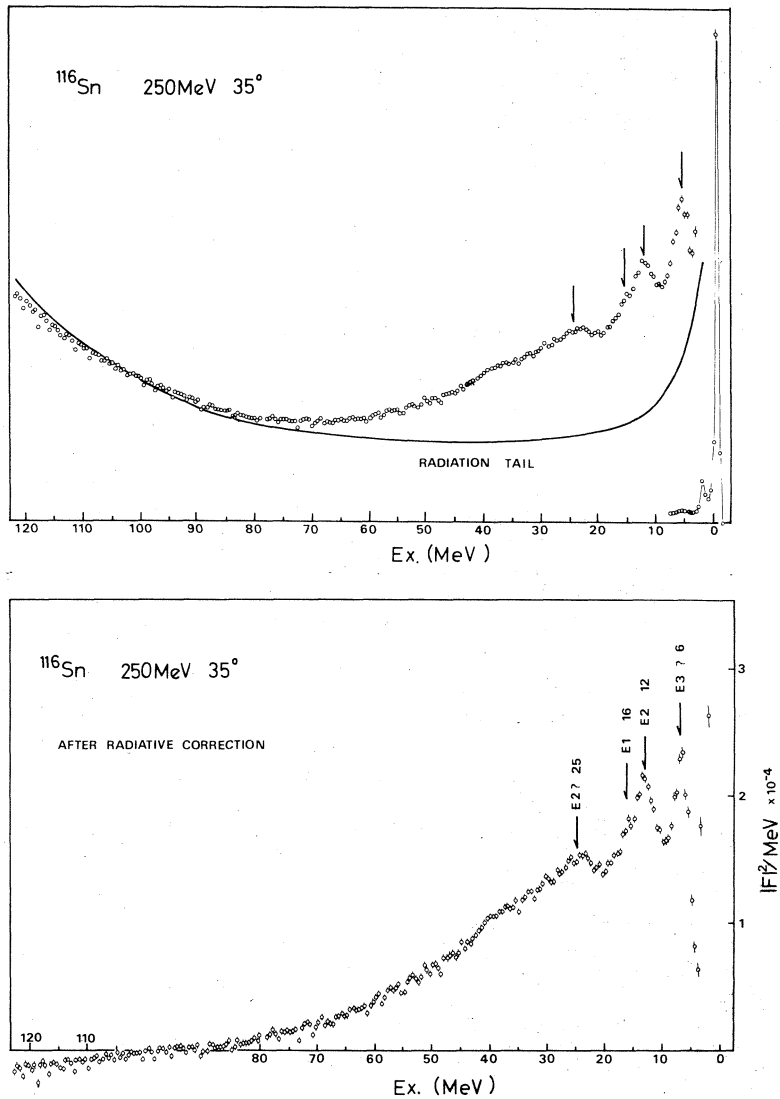 ¹¹⁶Sn 250MeV 35°
RADIATION TAIL
120 110 100 90 80 70 60 50 40 30 20 10 0
Ex. (MeV)
¹¹⁶Sn 250MeV 35°
AFTER RADIATIVE CORRECTION
E2? 25
E1 16
E2 12
E3? 6
3
2
1
|F|²/MeV ×10⁻⁴
120 110 80 70 60 50 40 30 20 10 0
Ex. (MeV)